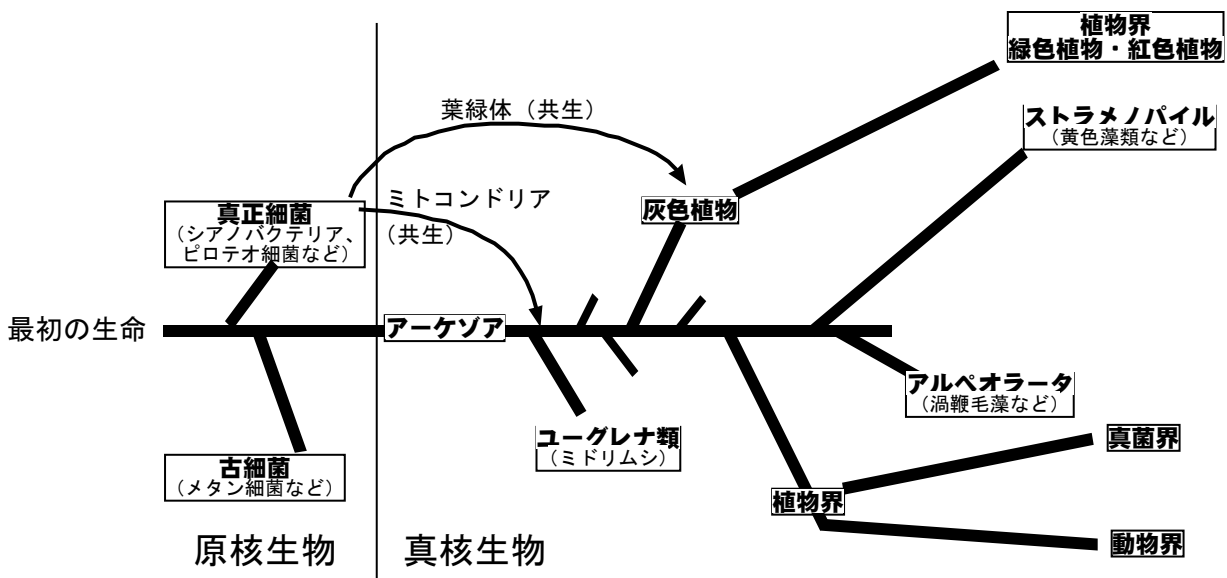 植物界
緑色植物・紅色植物
葉緑体（共生）
ストラメノパイル
（黄色藻類など）
ミトコンドリア
（共生）
真正細菌
（シアノバクテリア、
ピロテオ細菌など）
灰色植物
最初の生命
アーケゾア
アルペオラータ
（渦鞭毛藻など）
ユーグレナ類
（ミドリムシ）
真菌界
古細菌
（メタン細菌など）
植物界
動物界
原核生物
真核生物